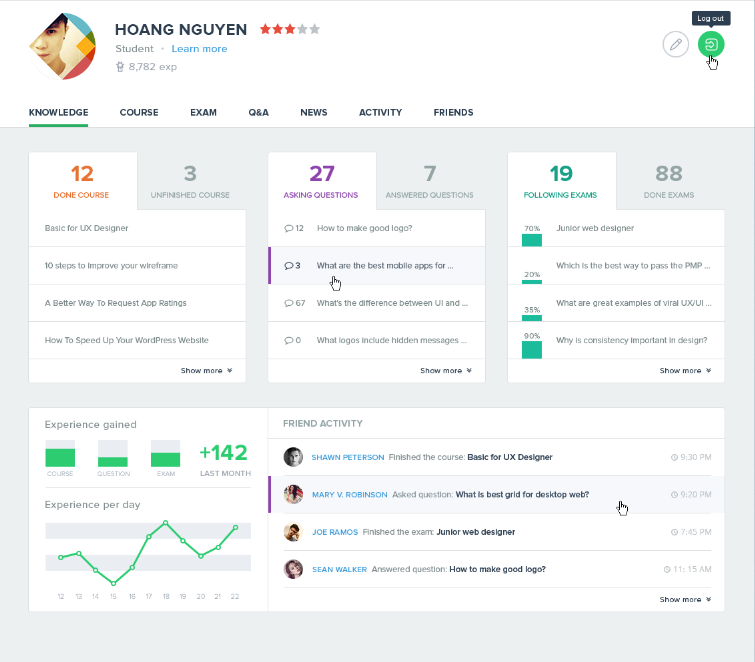 Log out
HOANG NGUYEN
Student • Learn more
8,782 exp
KNOWLEDGE COURSE EXAM Q&A NEWS ACTIVITY FRIENDS
12 3
DONE COURSE UNFINISHED COURSE
Basic for UX Designer
10 steps to Improve your wireframe
A Better Way To Request App Ratings
How To Speed Up Your WordPress Website
Show more
27 7
ASKING QUESTIONS ANSWERED QUESTIONS
12 How to make good logo?
3 What are the best mobile apps for ...
67 What's the difference between UI and ...
0 What logos include hidden messages ...
Show more
19 88
FOLLOWING EXAMS DONE EXAMS
70% Junior web designer
20% Which is the best way to pass the PMP ...
35% What are great examples of viral UX/UI ...
90% Why is consistency important in design?
Show more
Experience gained
+142
LAST MONTH
COURSE QUESTION EXAM
Experience per day
12 13 14 15 16 17 18 19 20 21 22
FRIEND ACTIVITY
SHAWN PETERSON Finished the course: Basic for UX Designer 9:30 PM
MARY V. ROBINSON Asked question: What is best grid for desktop web? 9:20 PM
JOE RAMOS Finished the exam: Junior web designer 7:45 PM
SEAN WALKER Answered question: How to make good logo? 11: 15 AM
Show more